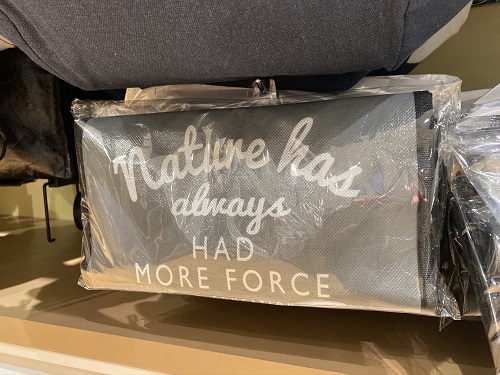 Nature has
always
HAD
MORE FORCE